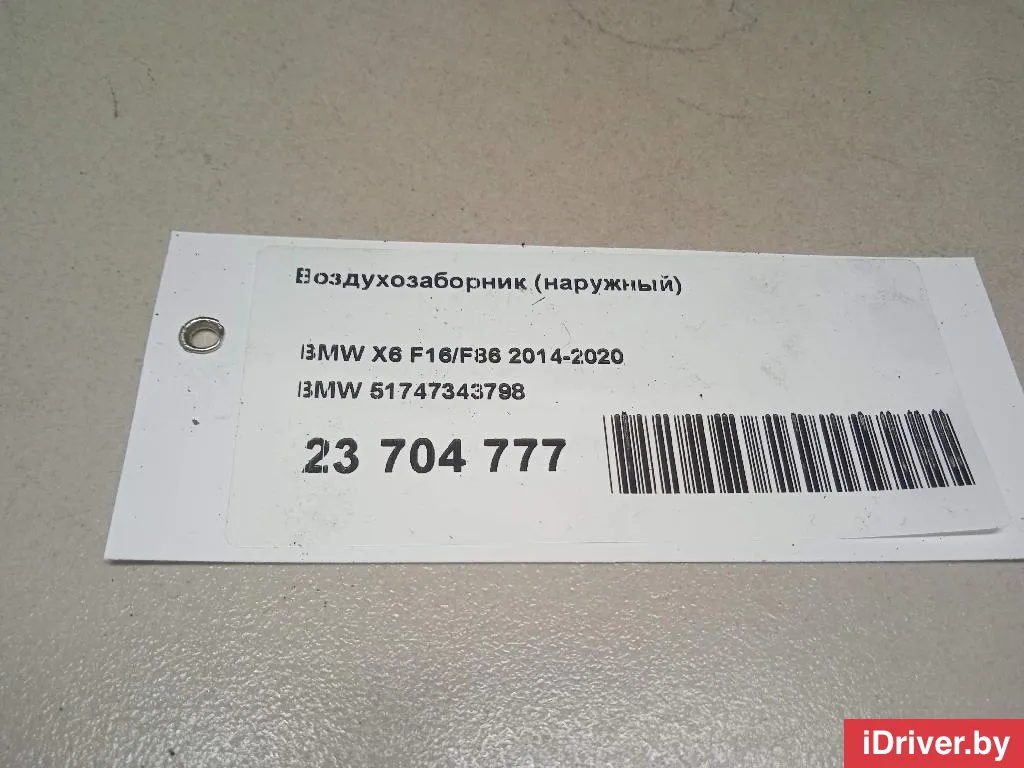 Воздухозаборник (наружный)
BMW X6 F16/F86 2014-2020
BMW 51747343798
23 704 777
iDriver.by